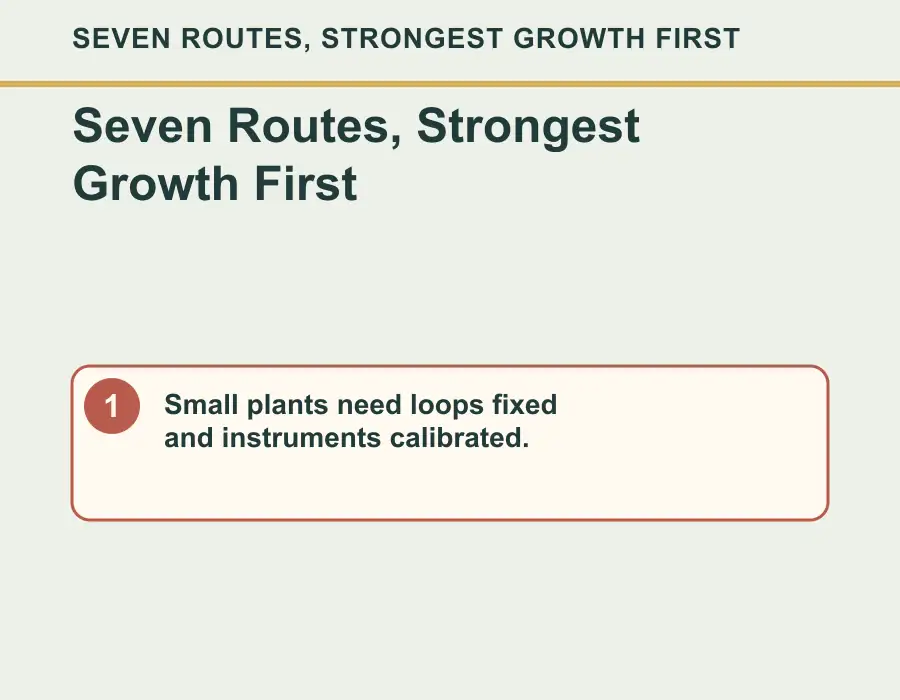 SEVEN ROUTES, STRONGEST GROWTH FIRST
Seven Routes, Strongest
Growth First
1
Small plants need loops fixed
and instruments calibrated.